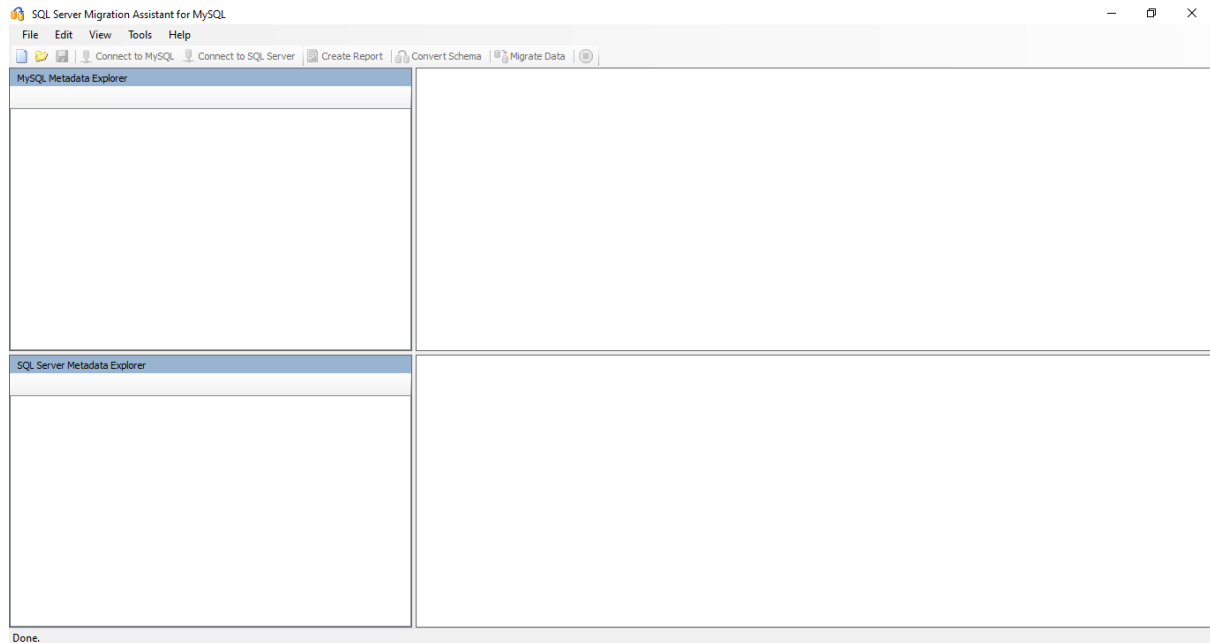 SQL Server Migration Assistant for MySQL
File Edit View Tools Help
Connect to MySQL Connect to SQL Server Create Report Convert Schema Migrate Data
MySQL Metadata Explorer
SQL Server Metadata Explorer
Done.